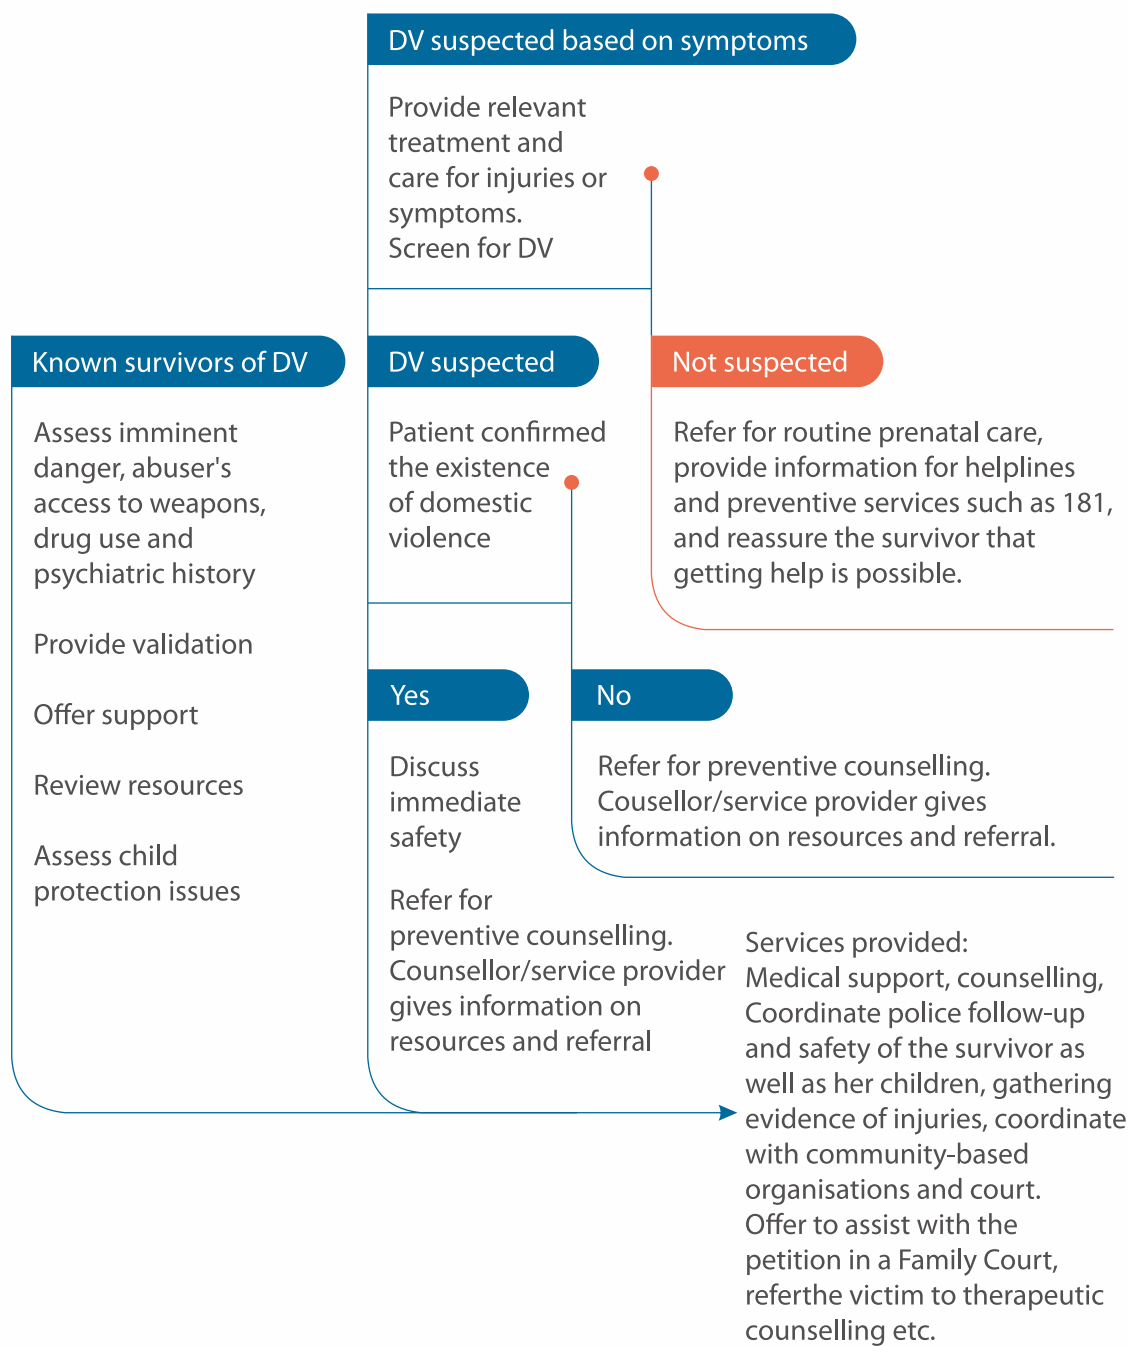 DV suspected based on symptoms
Provide relevant
treatment and
care for injuries or
symptoms.
Screen for DV
Known survivors of DV
Assess imminent
danger, abuser's
access to weapons,
drug use and
psychiatric history
Provide validation
Offer support
Review resources
Assess child
protection issues
DV suspected
Patient confirmed
the existence
of domestic
violence
Not suspected
Refer for routine prenatal care,
provide information for helplines
and preventive services such as 181,
and reassure the survivor that
getting help is possible.
Yes
Discuss
immediate
safety
Refer for
preventive counselling.
Counsellor/service provider
gives information on
resources and referral
No
Refer for preventive counselling.
Cousellor/service provider gives
information on resources and referral.
Services provided:
Medical support, counselling,
Coordinate police follow-up
and safety of the survivor as
well as her children, gathering
evidence of injuries, coordinate
with community-based
organisations and court.
Offer to assist with the
petition in a Family Court,
referthe victim to therapeutic
counselling etc.